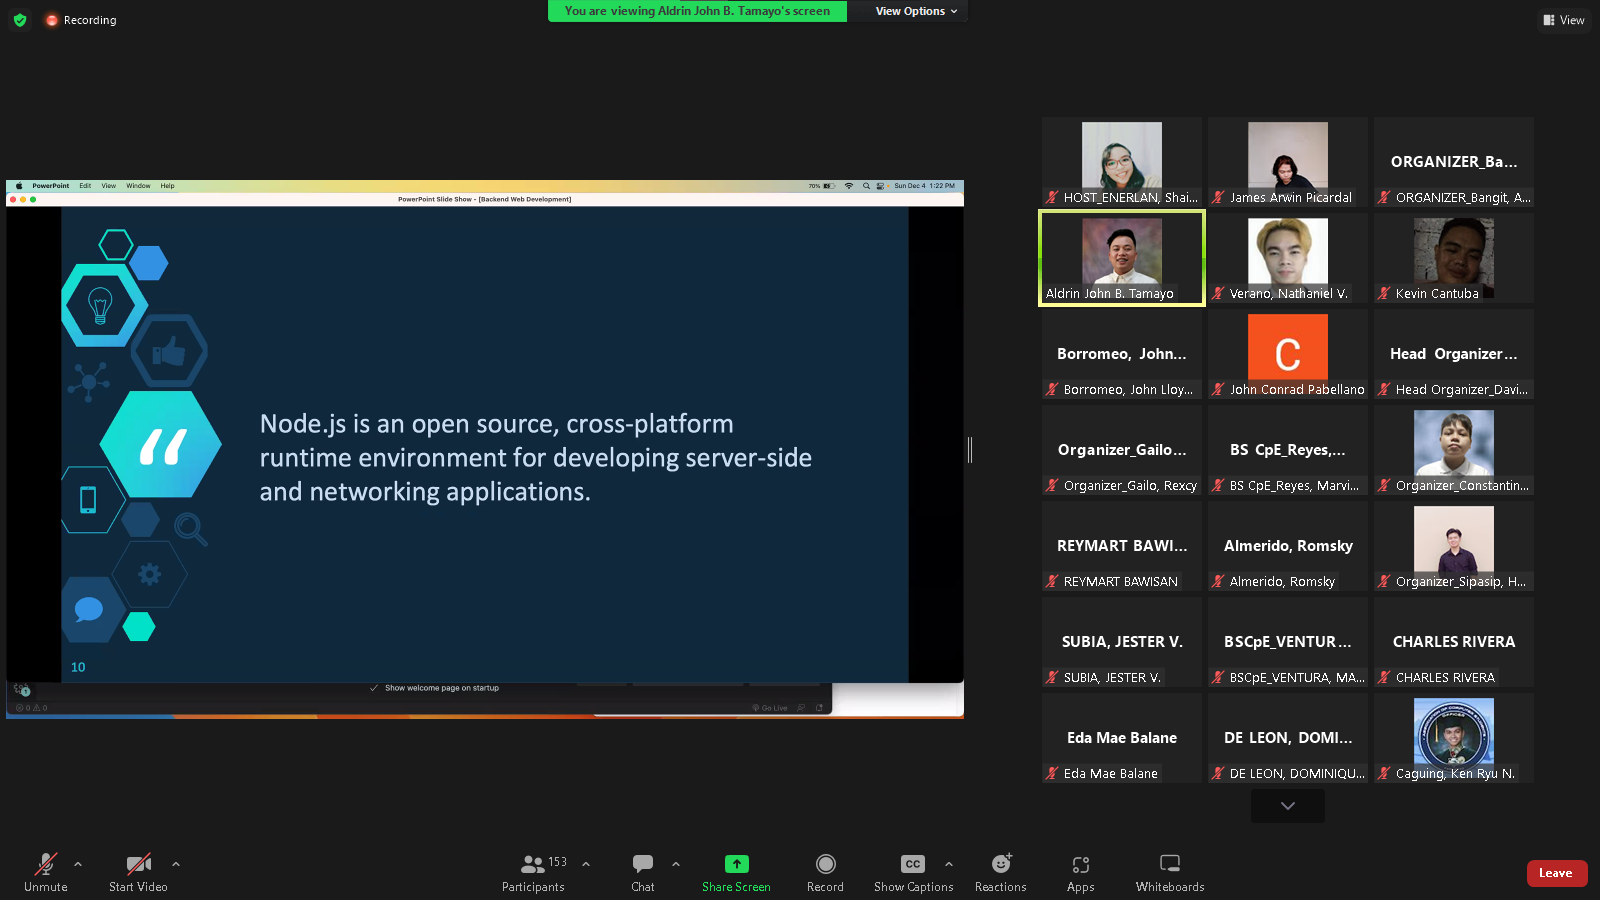 Recording
You are viewing Aldrin John B. Tamayo's screen
View Options
View
PowerPoint Edit View Window Help
70%
Sun Dec 4 1:22 PM
PowerPoint Slide Show - [Backend Web Development]
“
Node.js is an open source, cross-platform
runtime environment for developing server-side
and networking applications.
10
Show welcome page on startup
0 0
Go Live
HOST_ENERLAN, Shai...
James Arwin Picardal
ORGANIZER_Ba...
ORGANIZER_Bangit, A...
Aldrin John B. Tamayo
Verano, Nathaniel V.
Kevin Cantuba
Borromeo, John...
Borromeo, John Lloy...
C
John Conrad Pabellano
Head Organizer...
Head Organizer_Davi...
Organizer_Gailo...
Organizer_Gailo, Rexcy
BS CpE_Reyes,...
BS CpE_Reyes, Marvi...
Organizer_Constantin...
REYMART BAWI...
REYMART BAWISAN
Almerido, Romsky
Almerido, Romsky
Organizer_Sipasip, H...
SUBIA, JESTER V.
SUBIA, JESTER V.
BSCpE_VENTUR...
BSCpE_VENTURA, MA...
CHARLES RIVERA
CHARLES RIVERA
Eda Mae Balane
Eda Mae Balane
DE LEON, DOMI...
DE LEON, DOMINIQU...
Caguing, Ken Ryu N.
Unmute
Start Video
153
Participants
Chat
Share Screen
Record
CC
Show Captions
Reactions
Apps
Whiteboards
Leave